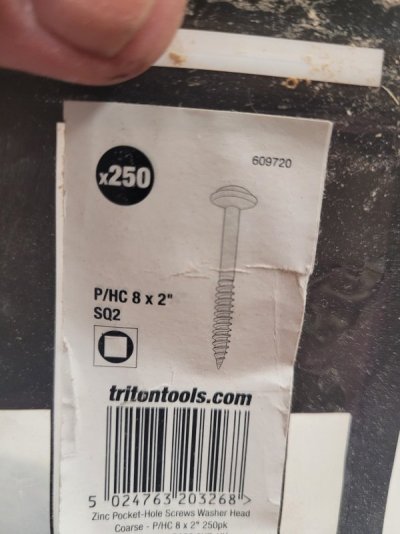 x250
609720
P/HC 8 x 2"
SQ2
tritontools.com
5 024763 203268 >
Zinc Pocket-Hole Screws Washer Head
Coarse - P/HC 8 x 2" 250pk